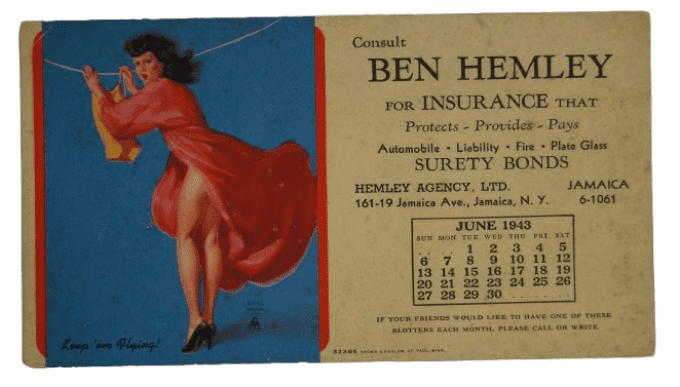 Consult
BEN HEMLEY
FOR INSURANCE THAT
Protects - Provides - Pays
Automobile • Liability • Fire • Plate Glass
SURETY BONDS
HEMLEY AGENCY, LTD. JAMAICA
161-19 Jamaica Ave., Jamaica, N. Y. 6-1061
JUNE 1943
SUN MON TUE WED THU FRI SAT
1 2 3 4 5
6 7 8 9 10 11 12
13 14 15 16 17 18 19
20 21 22 23 24 25 26
27 28 29 30
IF YOUR FRIENDS WOULD LIKE TO HAVE ONE OF THESE
BLOTTERS EACH MONTH, PLEASE CALL OR WRITE
Keep 'em Flying!